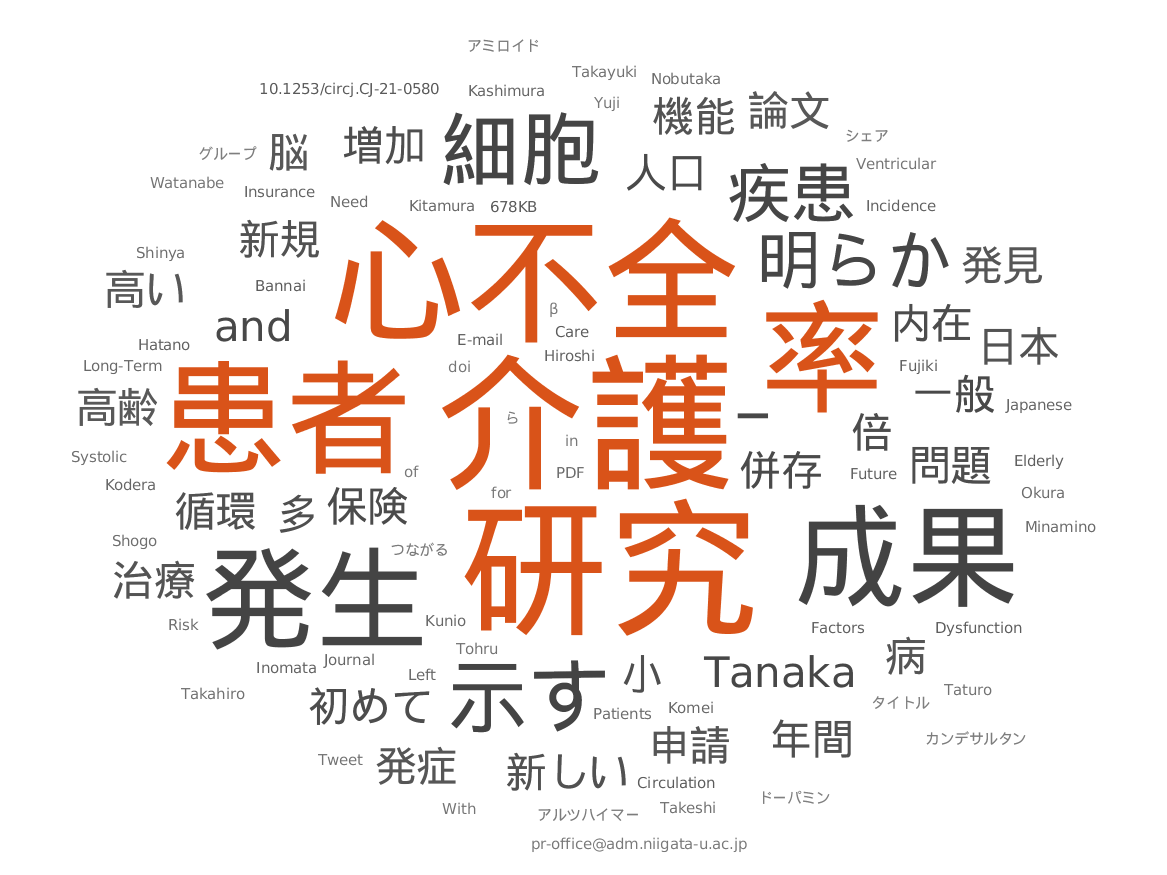 アミロイド
Takayuki
Nobutaka
10.1253/circj.CJ-21-0580
Kashimura
Yuji
機能
論文
シェア
グループ
脳
増加
細胞
人口
疾患
Ventricular
Watanabe
Insurance
Need
Kitamura
678KB
Incidence
Shinya
新規
心不全
明らか
発見
高い
Bannai
β
and
E-mail
Care
率
内在
日本
Hatano
Hiroshi
Long-Term
doi
Fujiki
高齢
患者
介護
ー
一般
Japanese
ら
倍
Systolic
of
in
PDF
併存
Future
問題
Elderly
Kodera
循環
多
保険
for
Okura
Minamino
Shogo
つながる
研究
成果
治療
発生
Risk
Kunio
Factors
Dysfunction
Inomata
Journal
Tohru
Left
示す
小
Tanaka
病
Takahiro
初めて
Patients
Komei
タイトル
Taturo
Tweet
発症
新しい
申請
年間
カンデサルタン
Circulation
With
アルツハイマー
Takeshi
ドーパミン
pr-office@adm.niigata-u.ac.jp